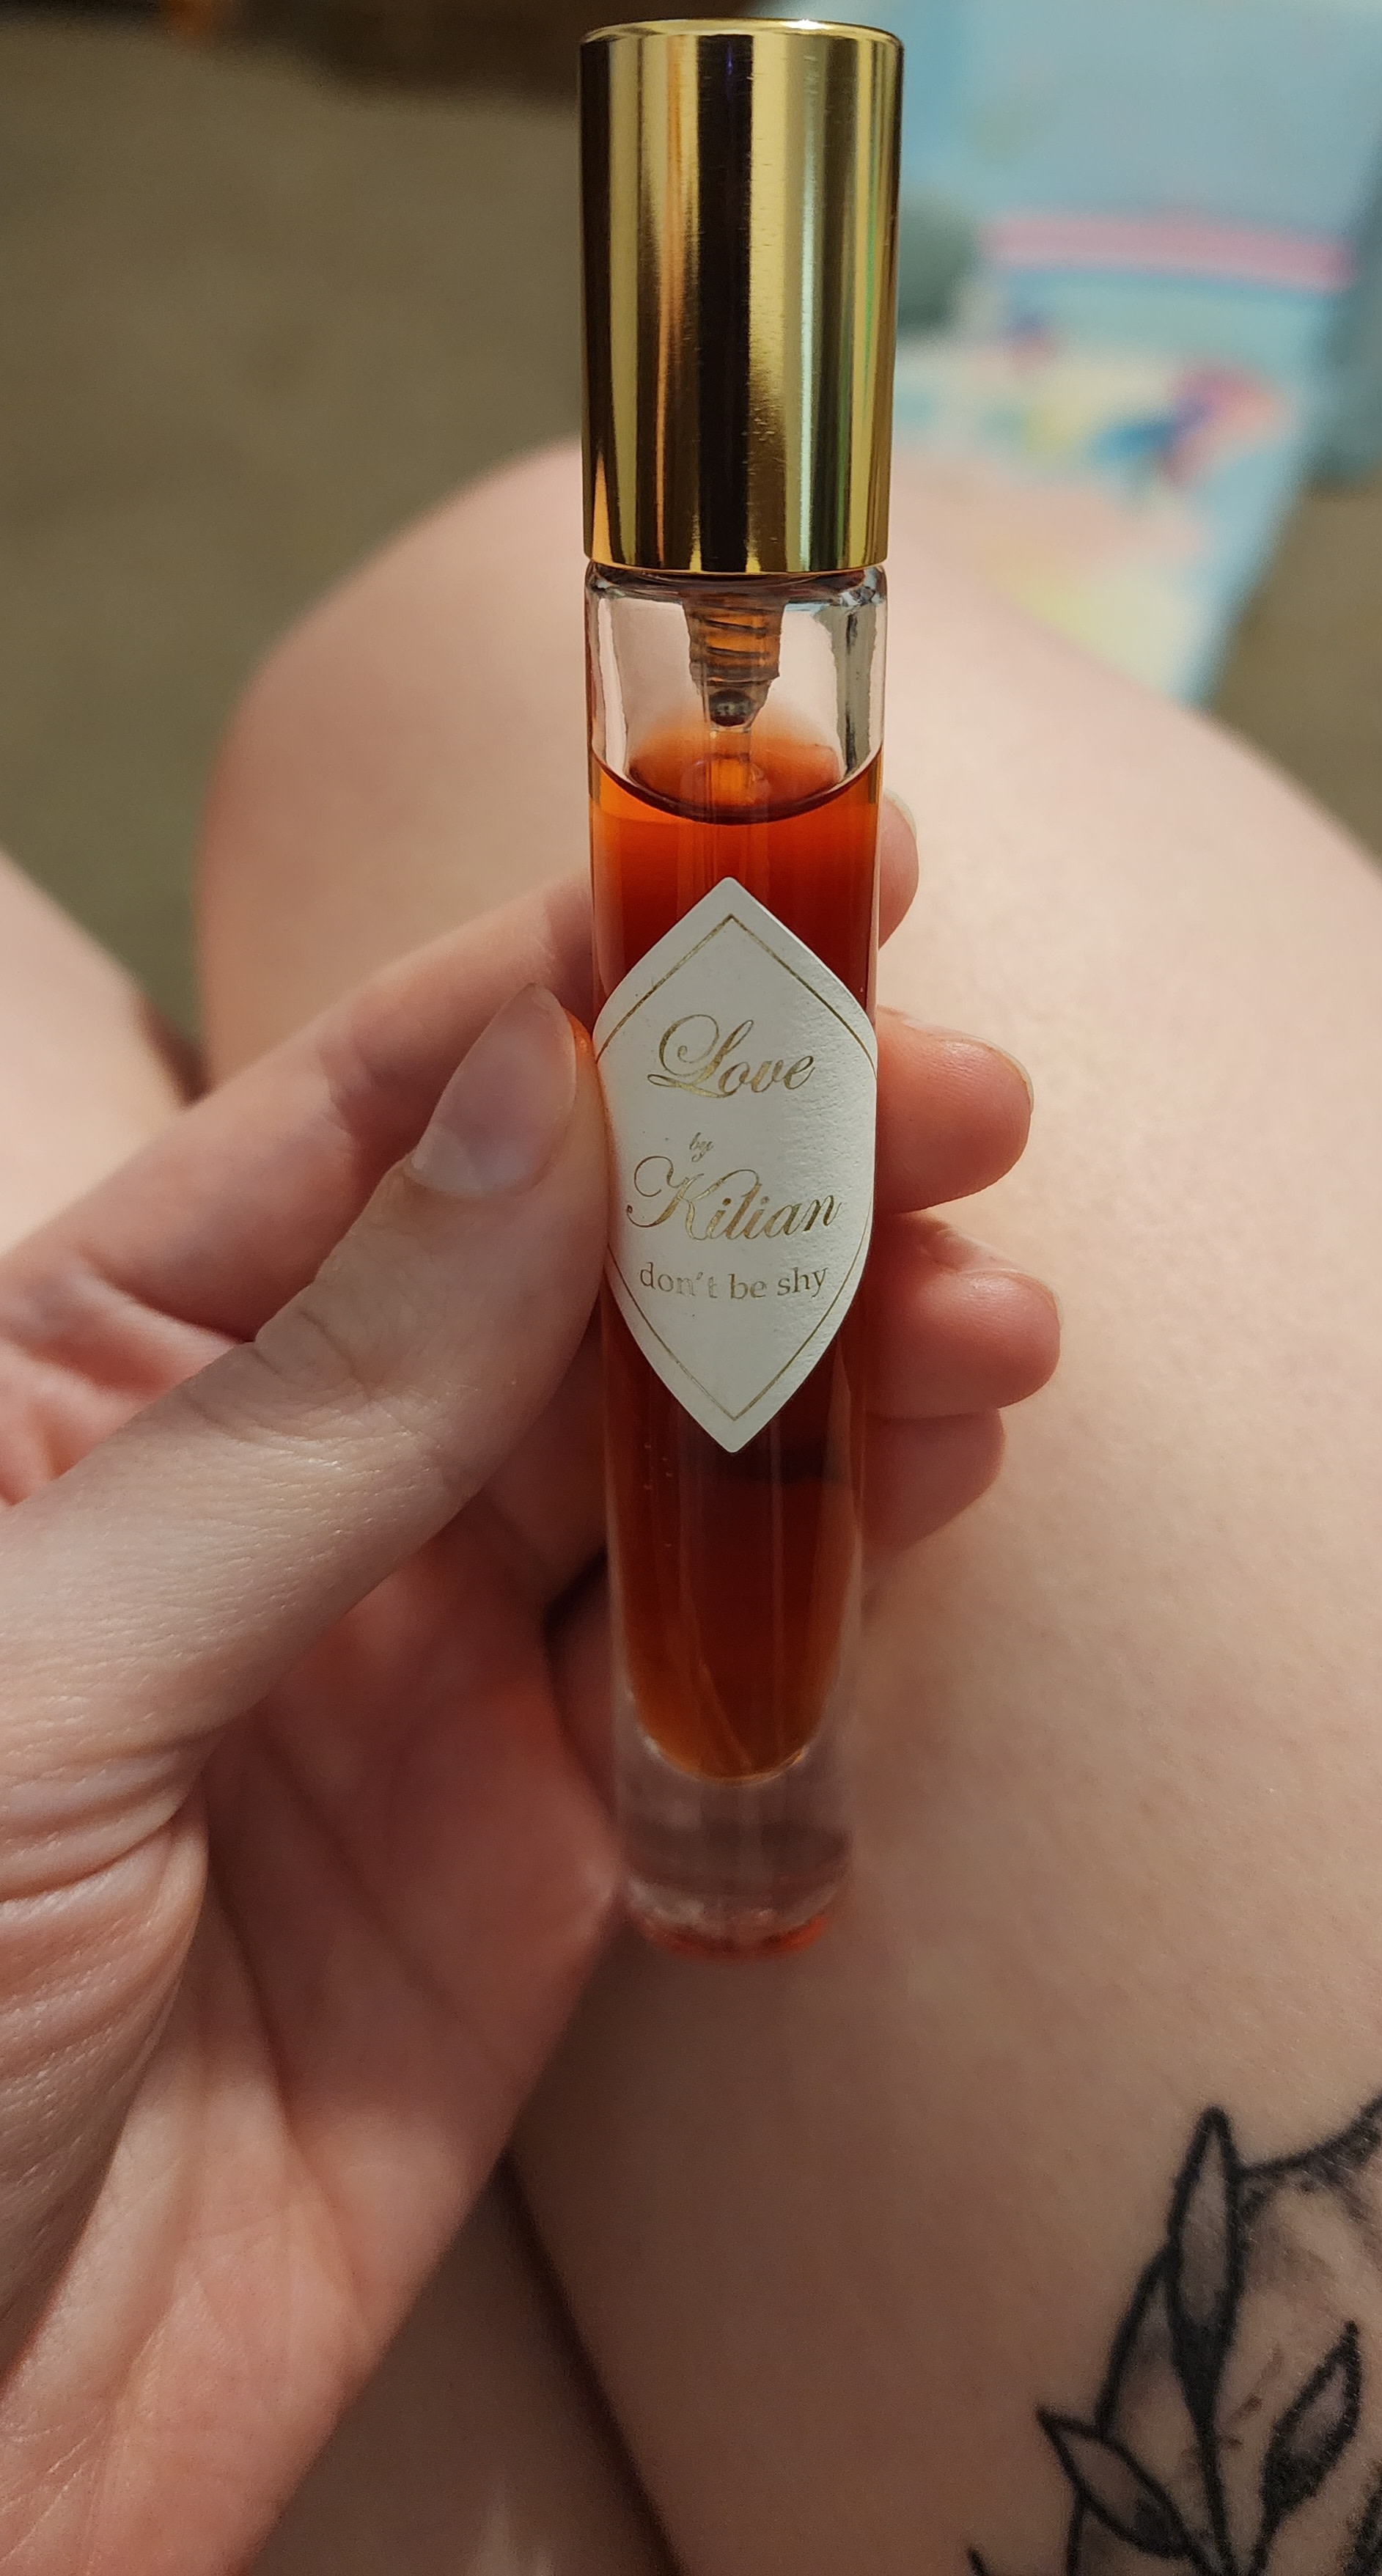 Love
by
Kilian
don't be shy